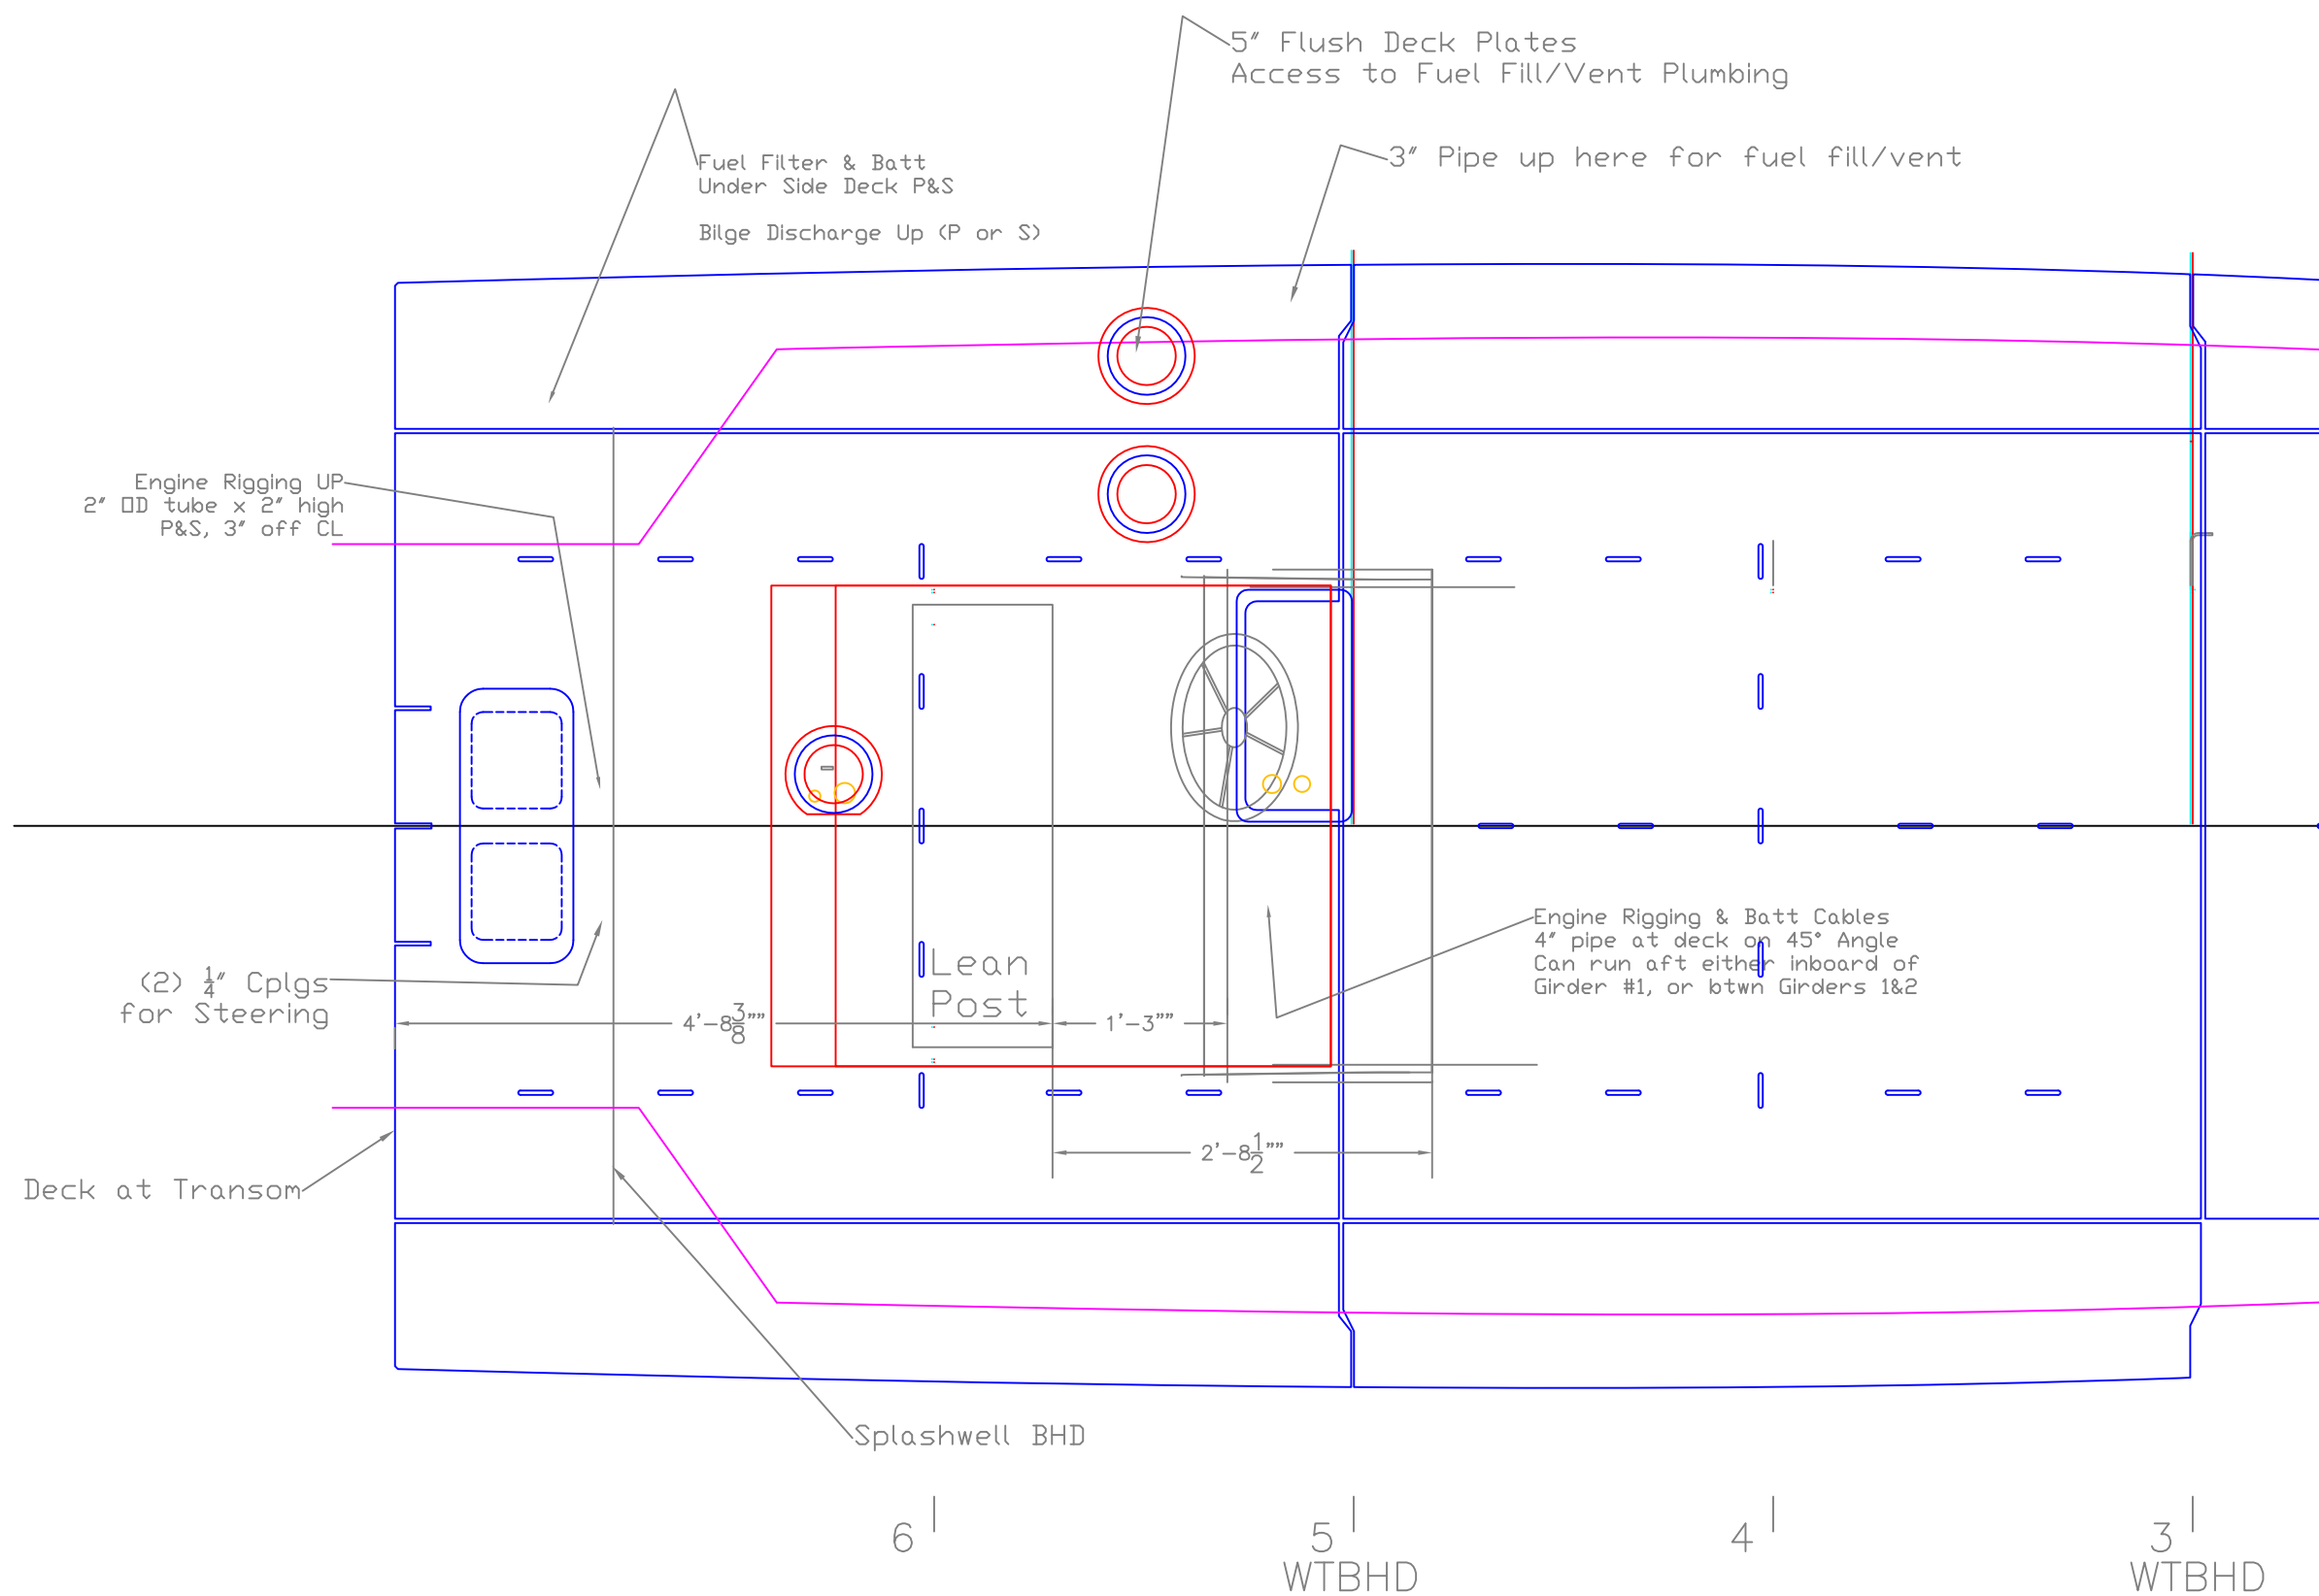 5" Flush Deck Plates
Access to Fuel Fill/Vent Plumbing
3" Pipe up here for fuel fill/vent
Fuel Filter & Batt
Under Side Deck P&S
Bilge Discharge Up (P or S)
Engine Rigging UP
2" □D tube x 2" high
P&S, 3" off CL
Engine Rigging & Batt Cables
4" pipe at deck on 45° Angle
Can run aft either inboard of
Girder #1, or btwn Girders 1&2
(2) 1/4" Cplgs
for Steering
Lean
Post
4'-8 3/8""
1'-3""
2'-8 1/2""
Deck at Transom
Splashwell BHD
6
5
WTBHD
4
3
WTBHD